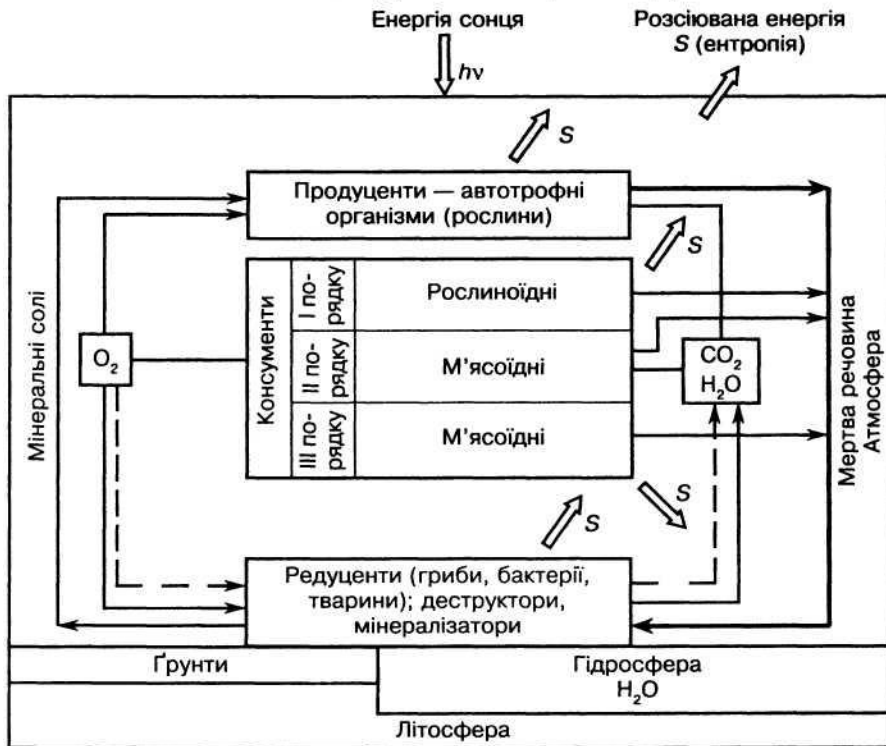 Енергія сонця
hν
Розсіювана енергія
S (ентропія)
S
Продуценти — автотрофні
організми (рослини)
S
Консументи
І по-
рядку
Рослиноїдні
ІІ по-
рядку
М'ясоїдні
ІІІ по-
рядку
М'ясоїдні
O₂
CO₂
H₂O
Мінеральні солі
Мертва речовина
Атмосфера
S
S
Редуценти (гриби, бактерії,
тварини); деструктори,
мінералізатори
Ґрунти
Гідросфера
H₂O
Літосфера